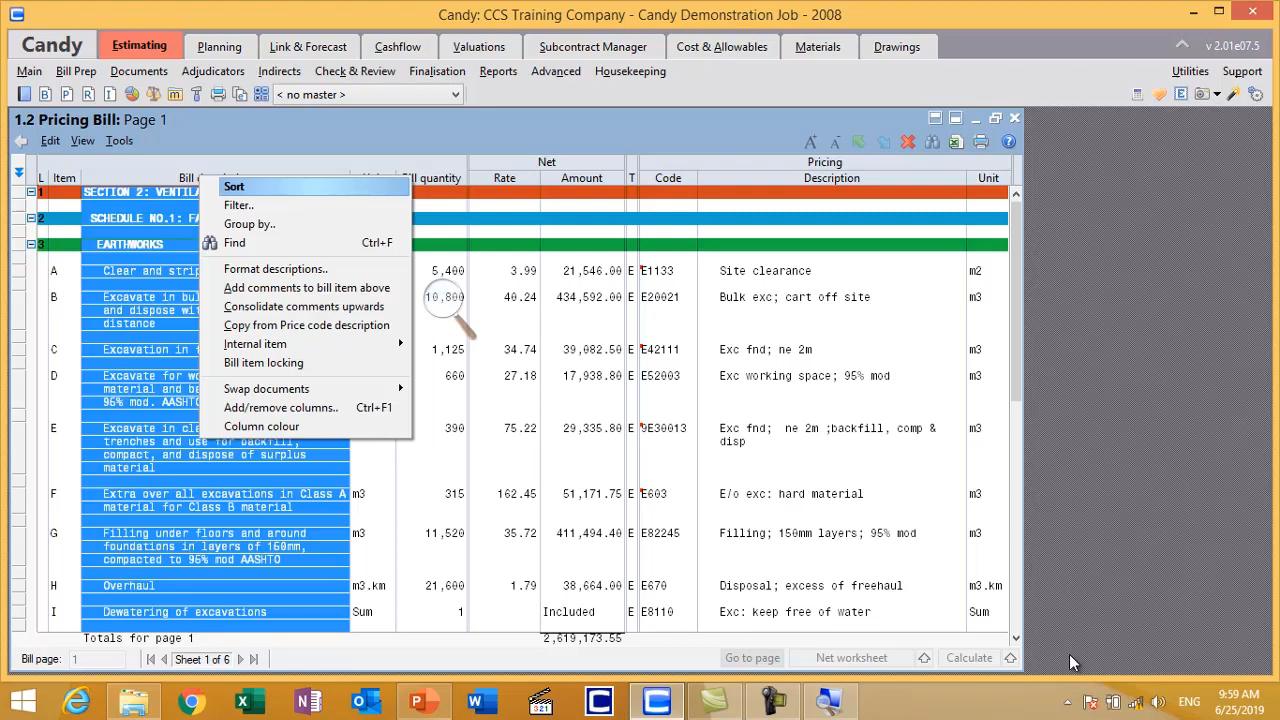 Candy: CCS Training Company - Candy Demonstration Job - 2008
Candy Estimating Planning Link & Forecast Cashflow Valuations Subcontract Manager Cost & Allowables Materials Drawings v 2.01e07.5
Main Bill Prep Documents Adjudicators Indirects Check & Review Finalisation Reports Advanced Housekeeping Utilities Support
B P R I m < no master > E
1.2 Pricing Bill: Page 1
Edit View Tools
Net Pricing
L Item Bill quantity Rate Amount T Code Description Unit
1 SECTION 2:
2 SCHEDULE NO.1:
3 EARTHWORKS
A Clear and 5,400 3.99 21,546.00 E E1133 Site clearance m2
B Excavate in 10,800 40.24 434,592.00 E E20021 Bulk exc; cart off site m3
and dispose
distance
C Excavation in 1,125 34.74 39,082.50 E E42111 Exc fnd; ne 2m m3
D Excavate for 660 27.18 17,938.80 E E52003 Exc working space; 95% mod m3
material and
95% mod. AASHTO
E Excavate in 390 75.22 29,335.80 E 9E30013 Exc fnd; ne 2m ;backfill, comp & m3
trenches and use for backfill, disp
compact, and dispose of surplus
material
F Extra over all excavations in Class A m3 315 162.45 51,171.75 E E603 E/o exc: hard material m3
material for Class B material
G Filling under floors and around m3 11,520 35.72 411,494.40 E E82245 Filling; 150mm layers; 95% mod m3
foundations in layers of 150mm,
compacted to 95% mod AASHTO
H Overhaul m3.km 21,600 1.79 38,664.00 E E670 Disposal; excess of freehaul m3.km
I Dewatering of excavations Sum 1 Included E E8110 Exc: keep free of water Sum
Totals for page 1 2,619,173.55
Sort
Filter..
Group by..
Find Ctrl+F
Format descriptions..
Add comments to bill item above
Consolidate comments upwards
Copy from Price code description
Internal item
Bill item locking
Swap documents
Add/remove columns.. Ctrl+F1
Column colour
Bill page: 1 Sheet 1 of 6 Go to page Net worksheet Calculate
ENG 9:59 AM
6/25/2019